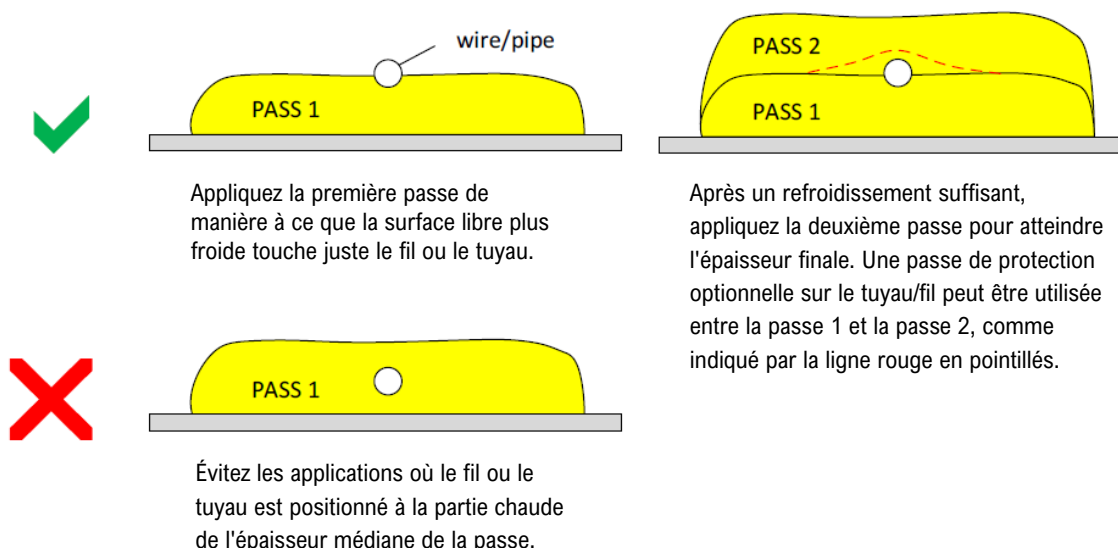 wire/pipe
PASS 1
Appliquez la première passe de
manière à ce que la surface libre plus
froide touche juste le fil ou le tuyau.
PASS 2
PASS 1
Après un refroidissement suffisant,
appliquez la deuxième passe pour atteindre
l'épaisseur finale. Une passe de protection
optionnelle sur le tuyau/fil peut être utilisée
entre la passe 1 et la passe 2, comme
indiqué par la ligne rouge en pointillés.
PASS 1
Évitez les applications où le fil ou le
tuyau est positionné à la partie chaude
de l'épaisseur médiane de la passe.